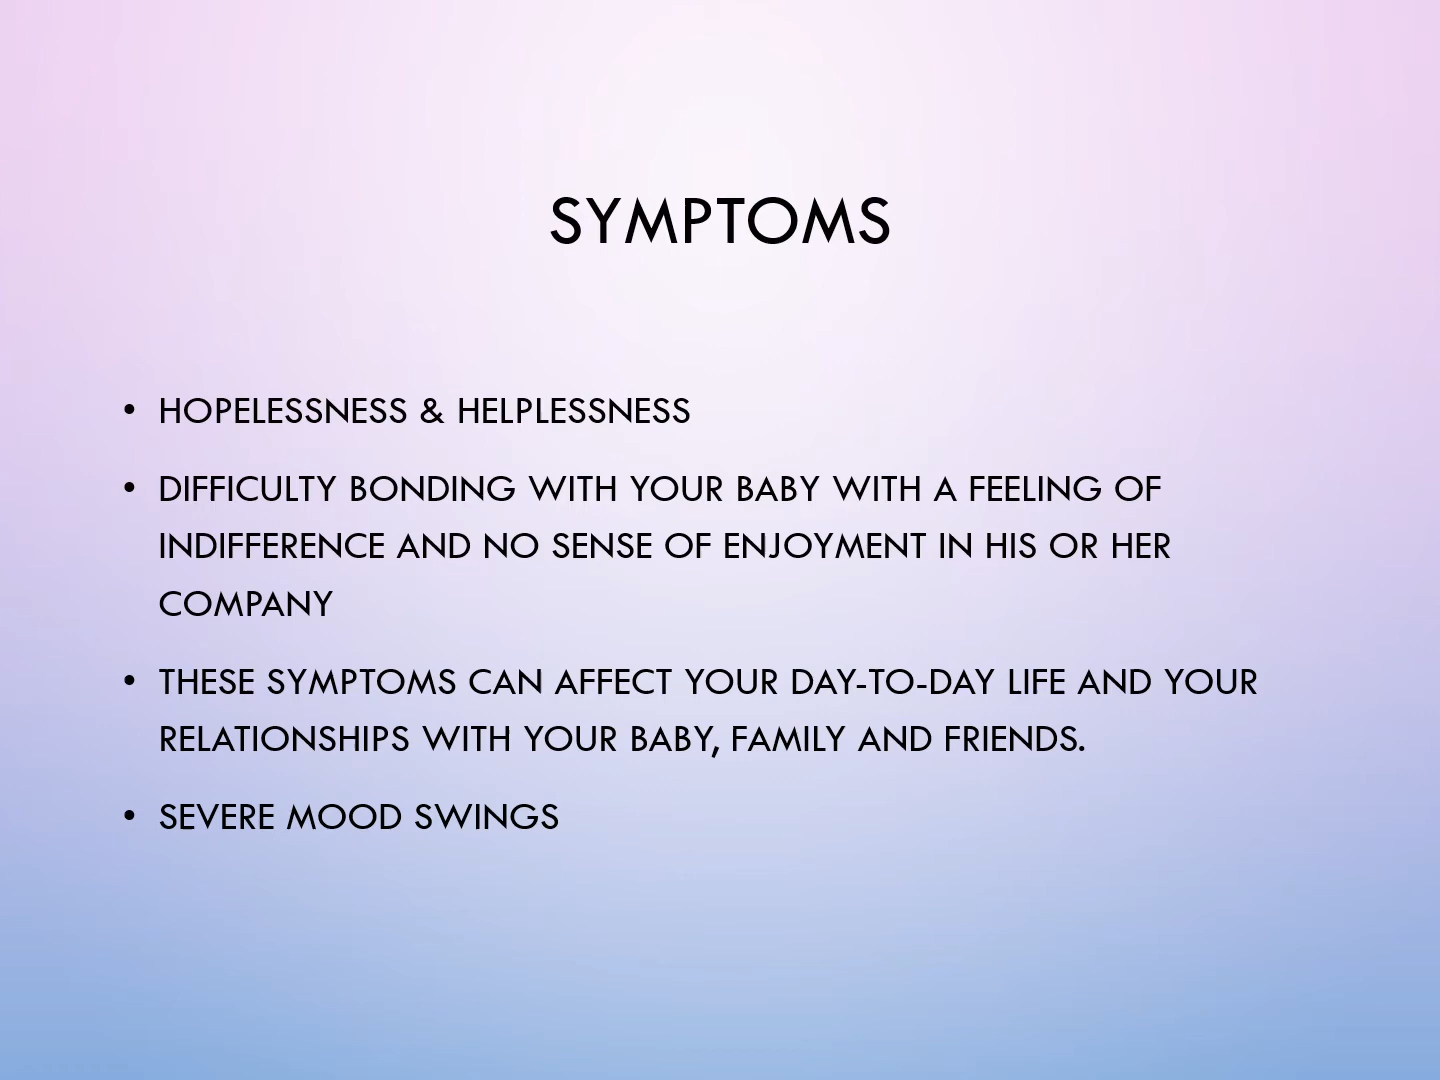 SYMPTOMS
• HOPELESSNESS & HELPLESSNESS
• DIFFICULTY BONDING WITH YOUR BABY WITH A FEELING OF
INDIFFERENCE AND NO SENSE OF ENJOYMENT IN HIS OR HER
COMPANY
• THESE SYMPTOMS CAN AFFECT YOUR DAY-TO-DAY LIFE AND YOUR
RELATIONSHIPS WITH YOUR BABY, FAMILY AND FRIENDS.
• SEVERE MOOD SWINGS